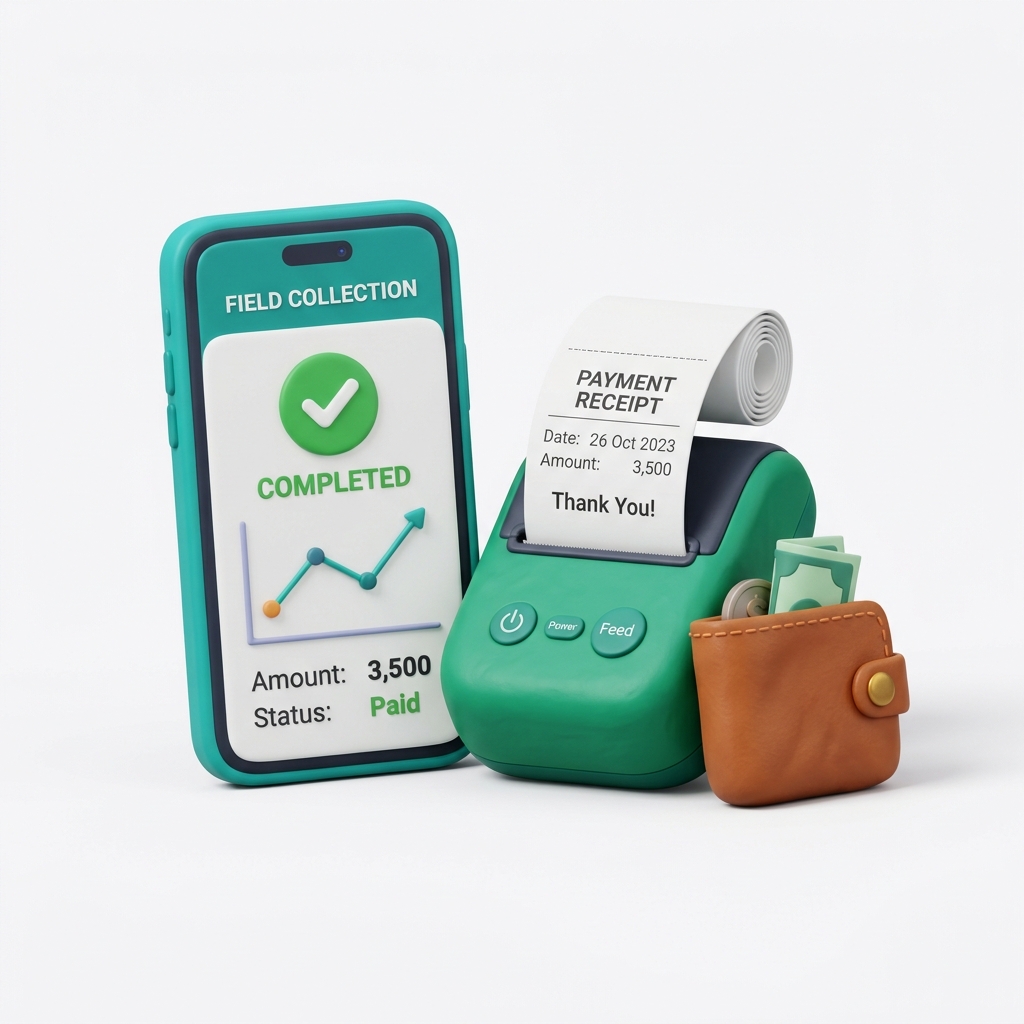 FIELD COLLECTION
COMPLETED
Amount: 3,500
Status: Paid
PAYMENT
RECEIPT
Date: 26 Oct 2023
Amount: 3,500
Thank You!
Power
Feed